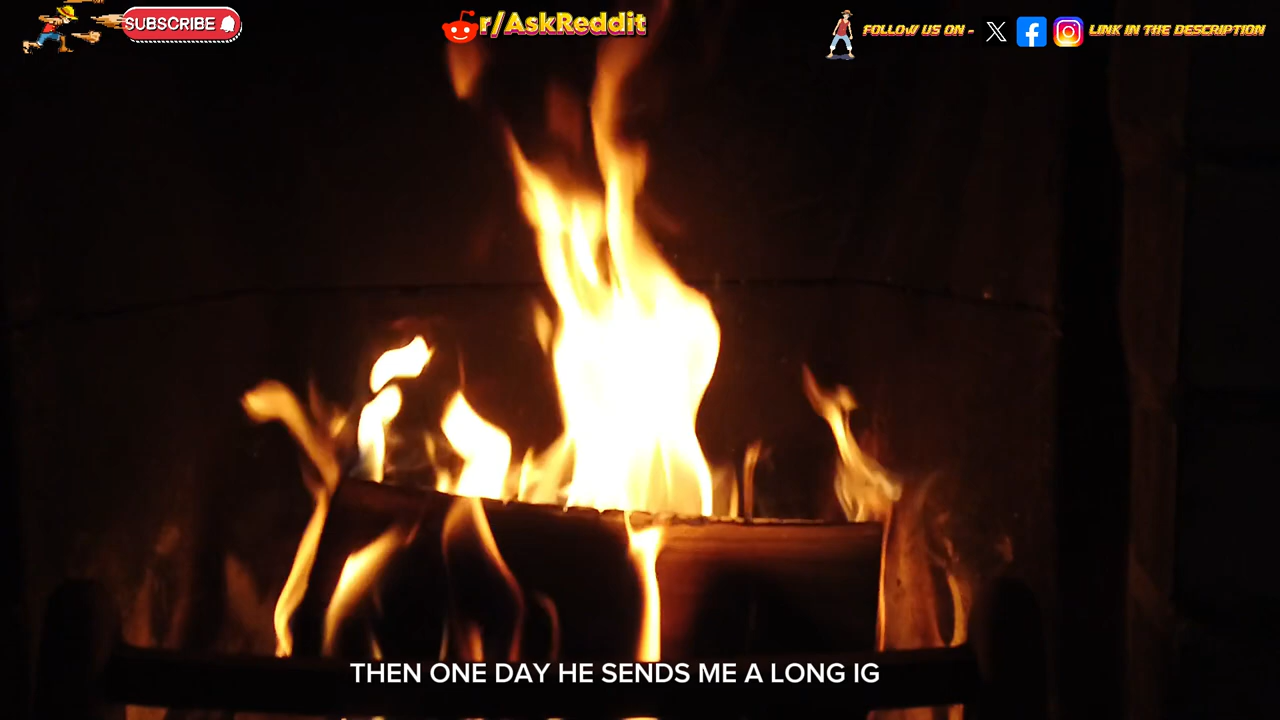 SUBSCRIBE
r/AskReddit
FOLLOW US ON -
LINK IN THE DESCRIPTION
THEN ONE DAY HE SENDS ME A LONG IG